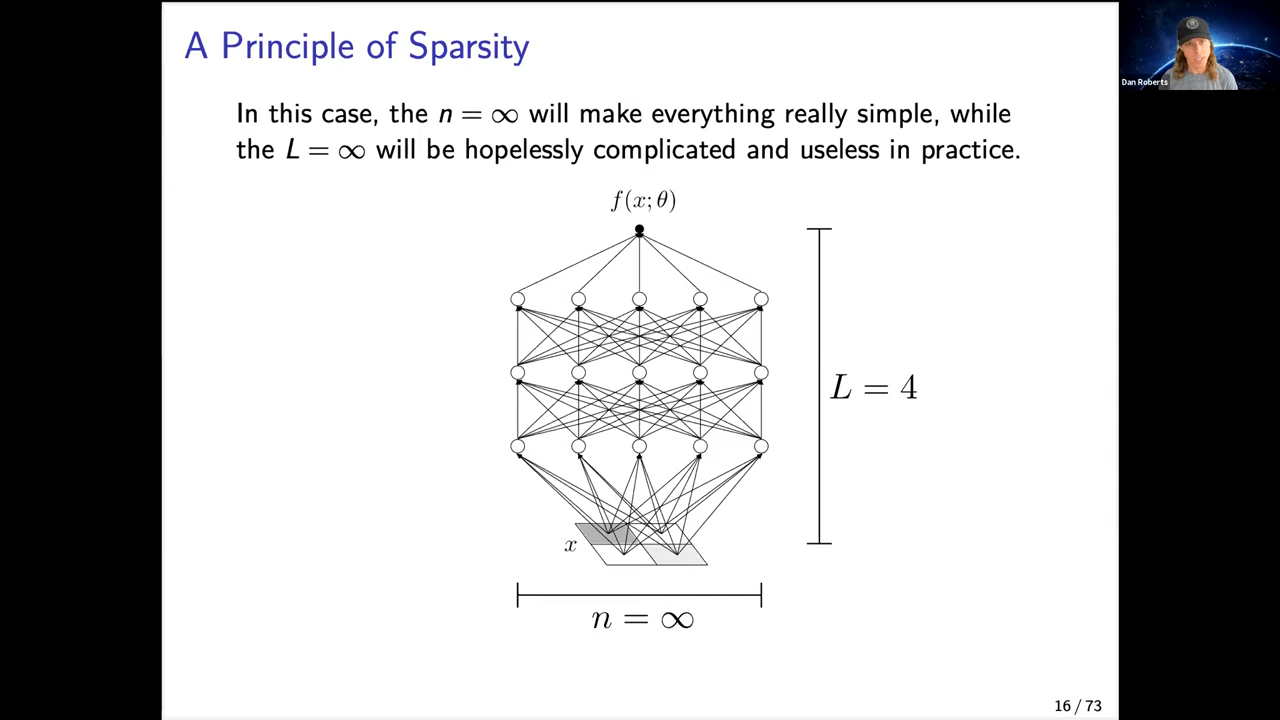 A Principle of Sparsity
Dan Roberts
In this case, the n = ∞ will make everything really simple, while
the L = ∞ will be hopelessly complicated and useless in practice.
f(x; θ)
L = 4
x
n = ∞
16 / 73